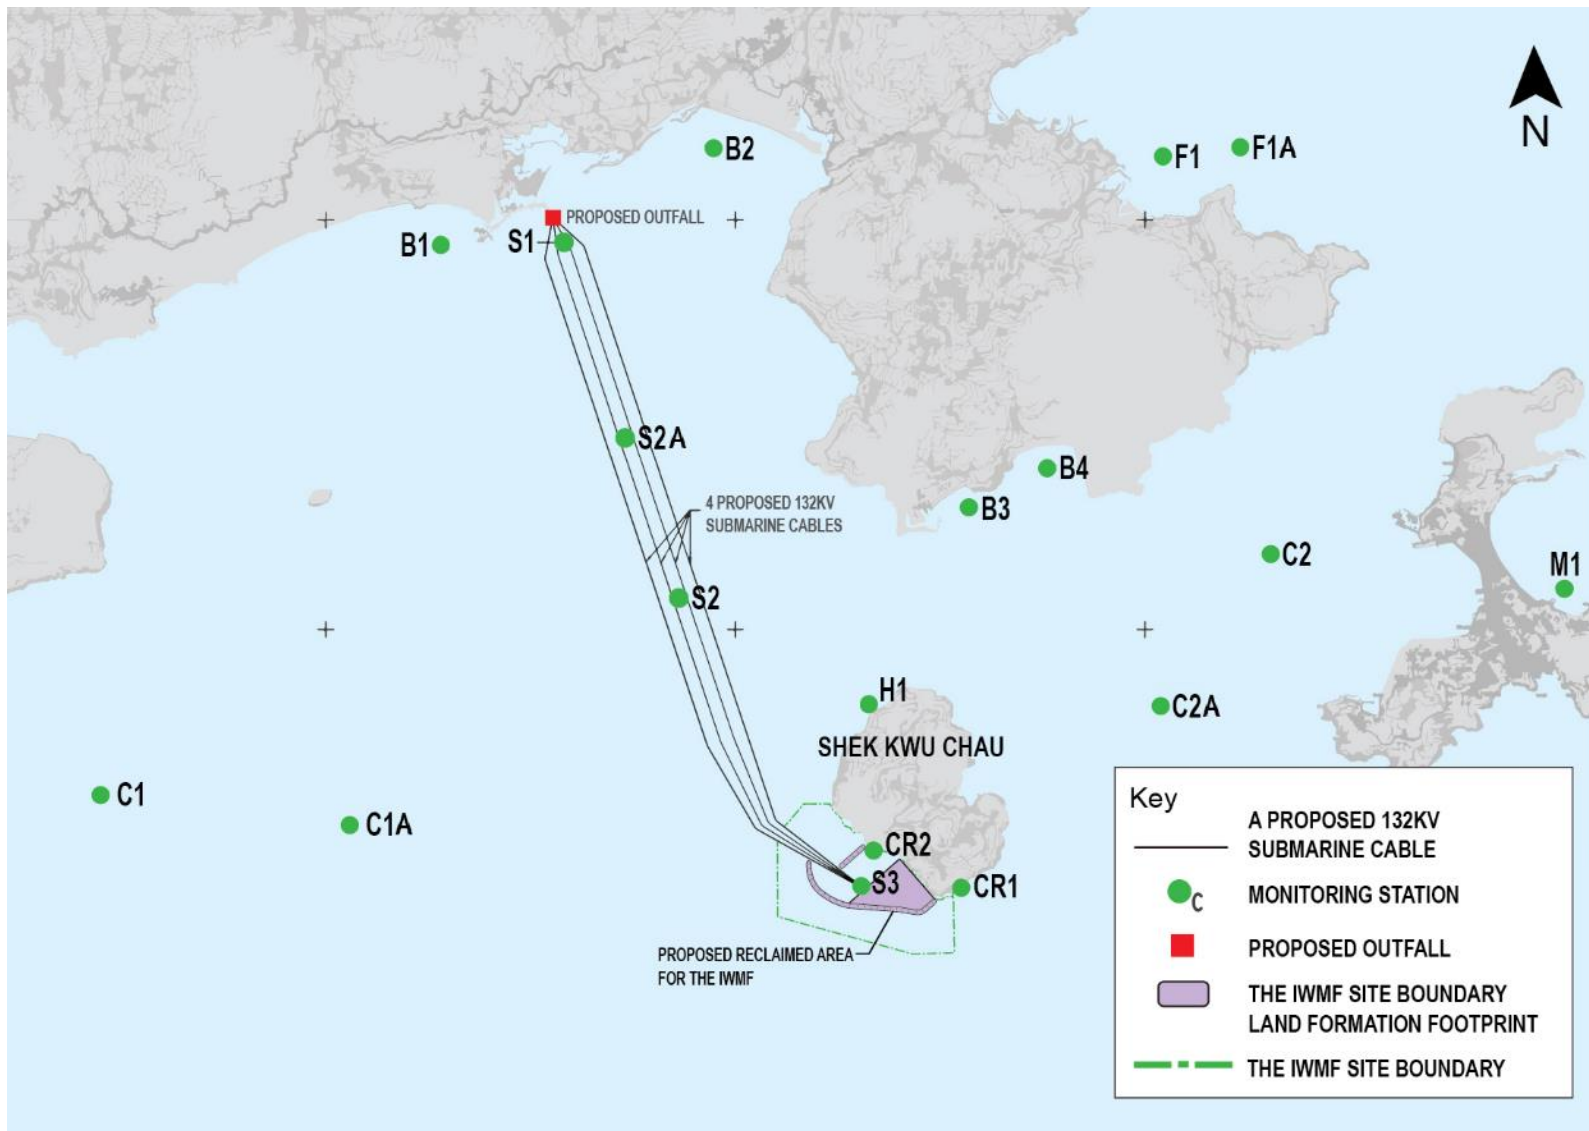 B2
F1
F1A
N
PROPOSED OUTFALL
B1
S1
S2A
B4
4 PROPOSED 132KV
SUBMARINE CABLES
B3
C2
M1
S2
H1
C2A
SHEK KWU CHAU
C1
C1A
CR2
S3
CR1
PROPOSED RECLAIMED AREA
FOR THE IWMF
Key
A PROPOSED 132KV
SUBMARINE CABLE
C
MONITORING STATION
PROPOSED OUTFALL
THE IWMF SITE BOUNDARY
LAND FORMATION FOOTPRINT
THE IWMF SITE BOUNDARY